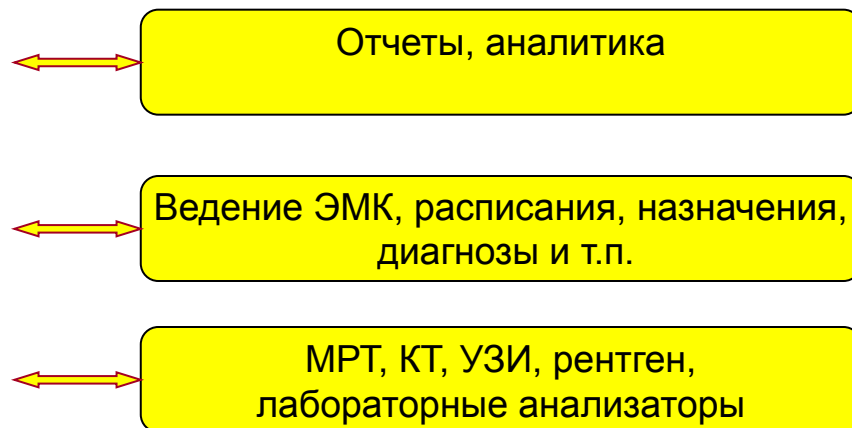 Отчеты, аналитика
Ведение ЭМК, расписания, назначения,
диагнозы и т.п.
МРТ, КТ, УЗИ, рентген,
лабораторные анализаторы